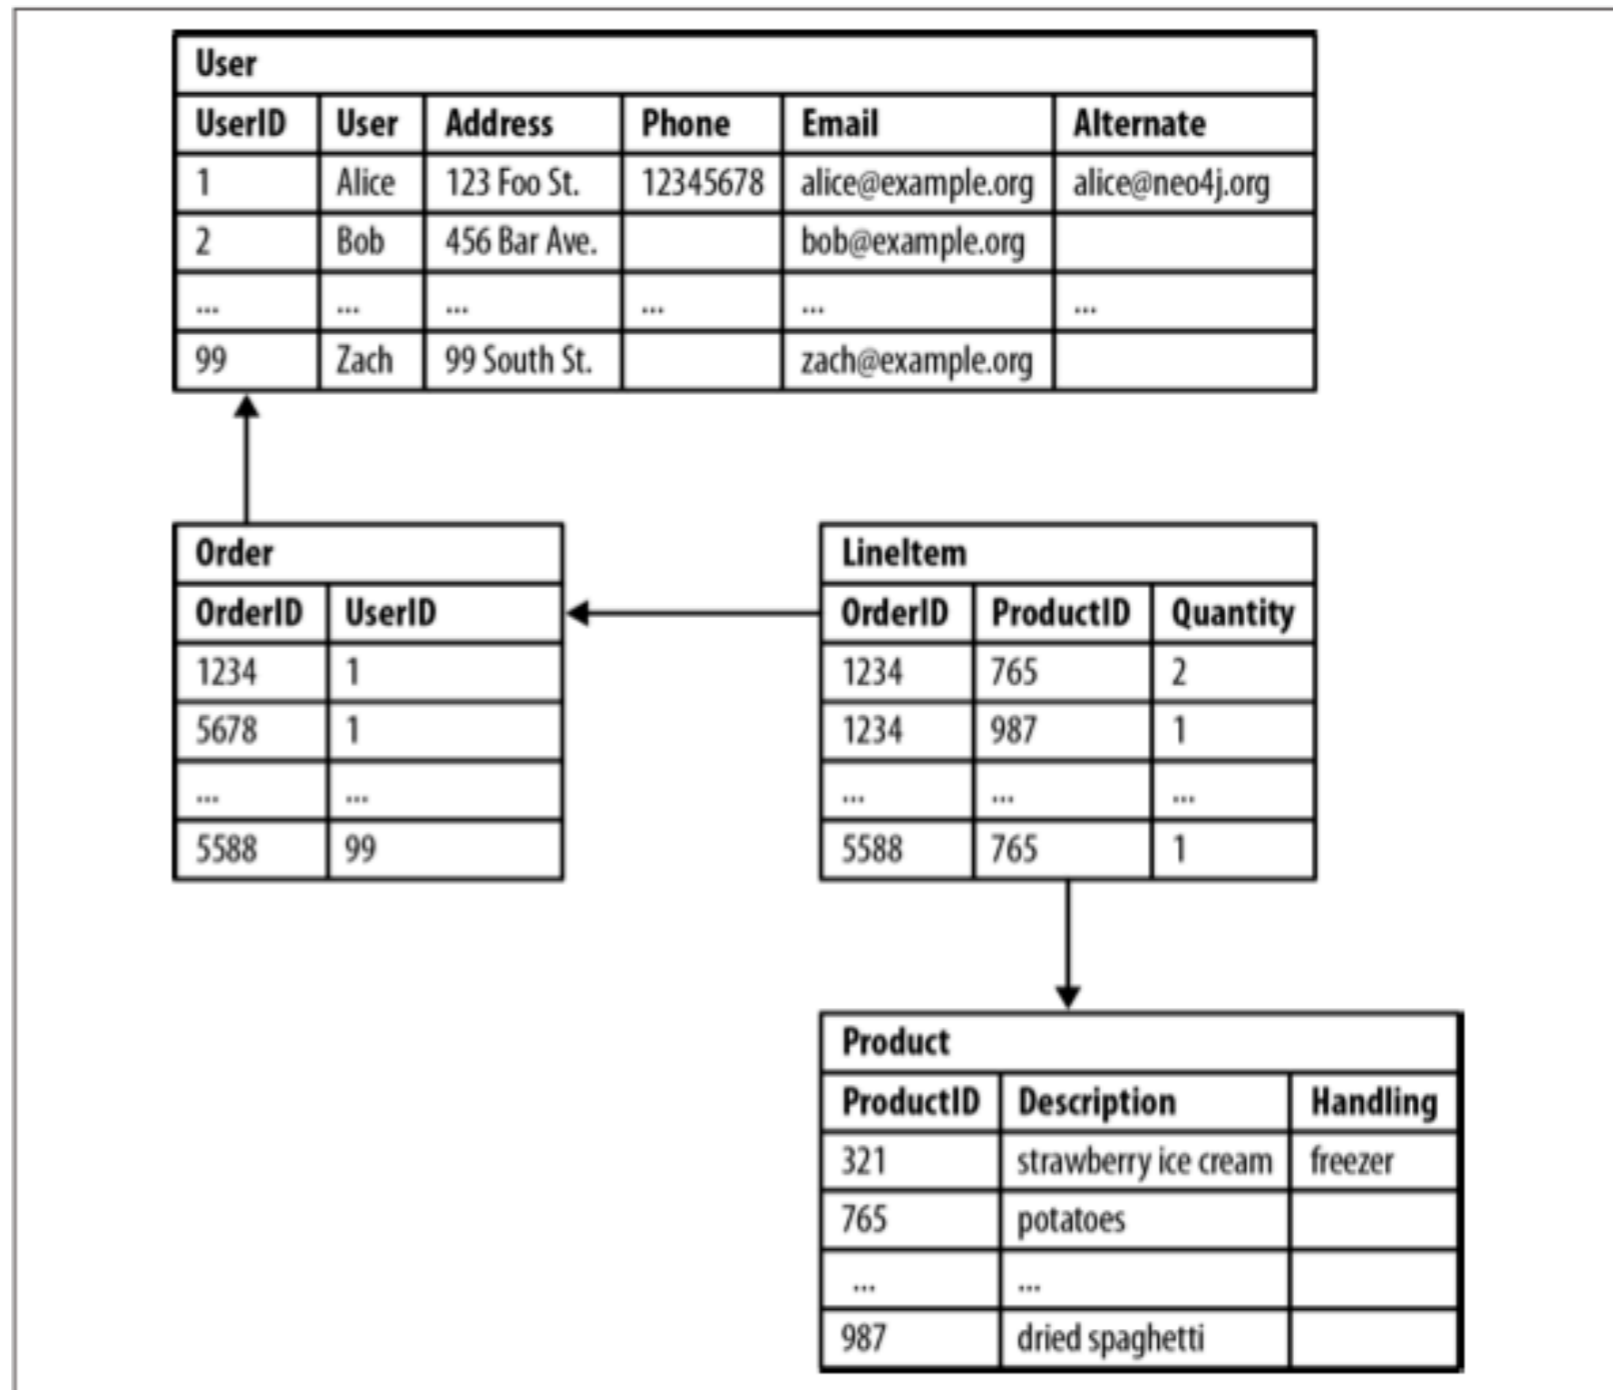 User
UserID User Address Phone Email Alternate
1 Alice 123 Foo St. 12345678 alice@example.org alice@neo4j.org
2 Bob 456 Bar Ave. bob@example.org
... ... ... ... ... ...
99 Zach 99 South St. zach@example.org
Order
OrderID UserID
1234 1
5678 1
... ...
5588 99
LineItem
OrderID ProductID Quantity
1234 765 2
1234 987 1
... ... ...
5588 765 1
Product
ProductID Description Handling
321 strawberry ice cream freezer
765 potatoes
... ...
987 dried spaghetti